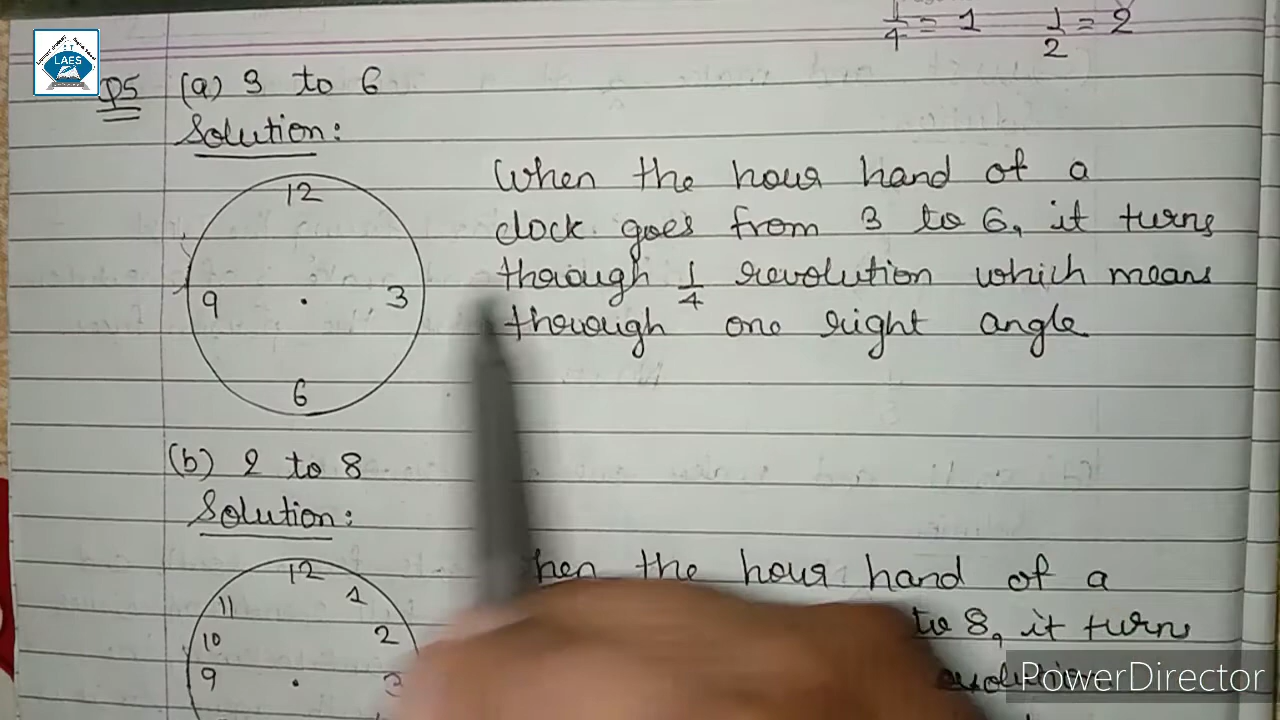 1/4 = 1 1/2 = 2
LAES
Q5 (a) 3 to 6
Solution:
12
9 3
6
When the hour hand of a
clock goes from 3 to 6, it turns
through 1/4 revolution which means
through one right angle
(b) 2 to 8
Solution:
12
11 1
10 2
9
hen the hour hand of a
to 8, it turn
PowerDirector